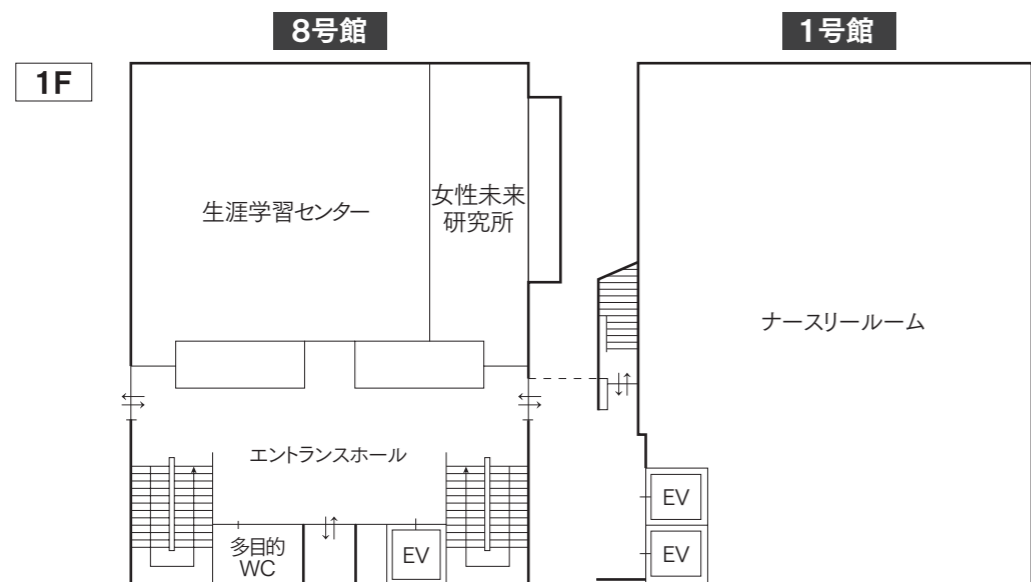 8号館
1号館
1F
生涯学習センター
女性未来
研究所
ナースリールーム
エントランスホール
多目的
WC
EV
EV
EV